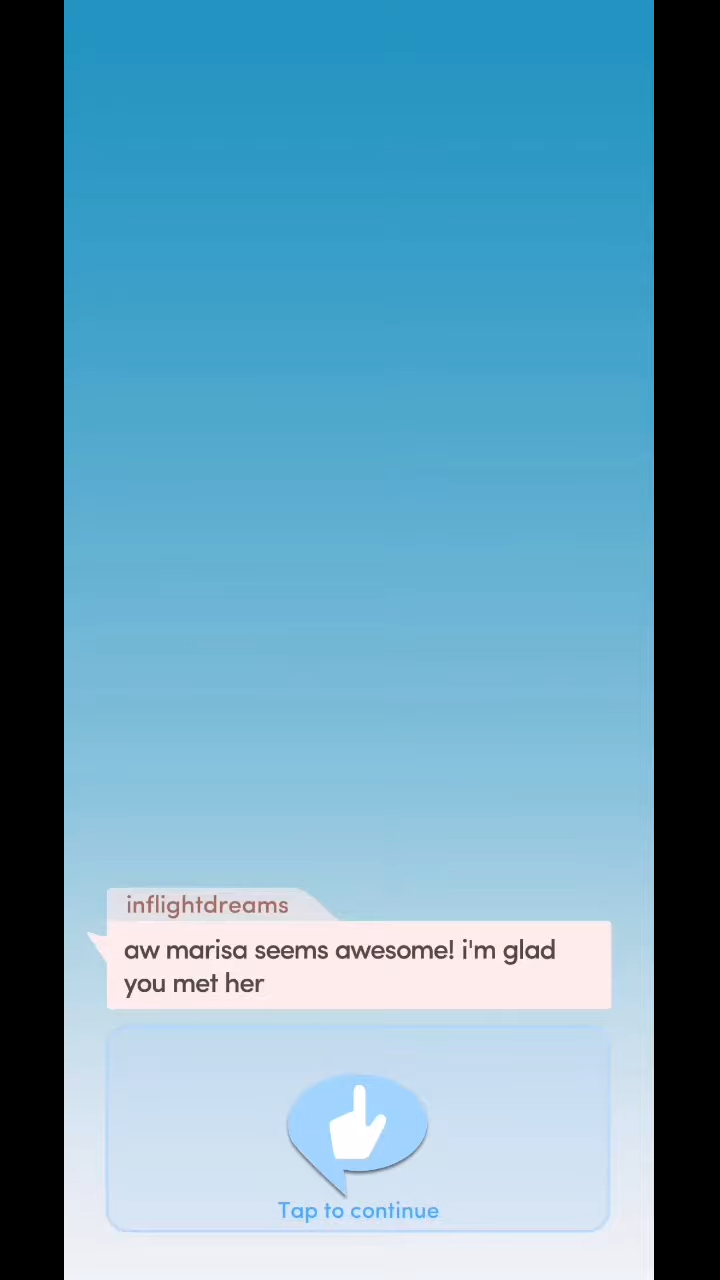 inflightdreams
aw marisa seems awesome! i'm glad
you met her
Tap to continue